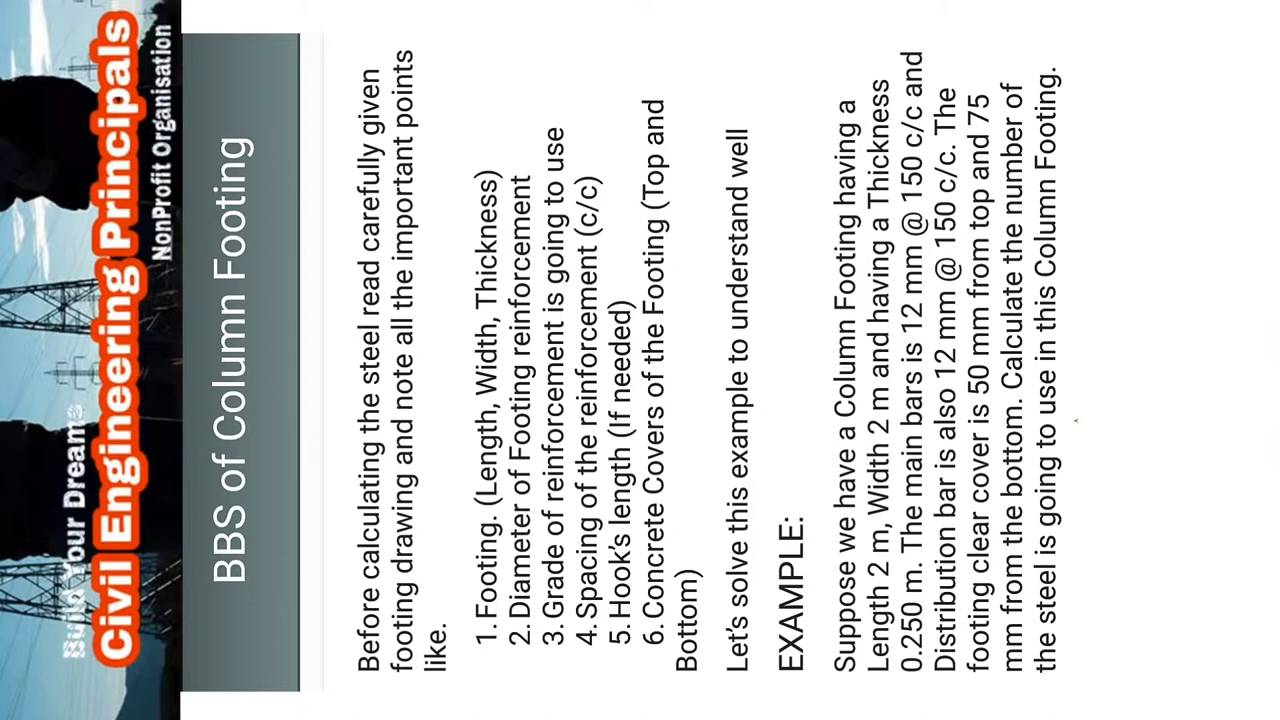 Build Your Dreams
Civil Engineering Principals
NonProfit Organisation
BBS of Column Footing
Before calculating the steel read carefully given
footing drawing and note all the important points
like.
1. Footing. (Length, Width, Thickness)
2. Diameter of Footing reinforcement
3. Grade of reinforcement is going to use
4. Spacing of the reinforcement (c/c)
5. Hook's length (If needed)
6. Concrete Covers of the Footing (Top and
Bottom)
Let's solve this example to understand well
EXAMPLE:
Suppose we have a Column Footing having a
Length 2 m, Width 2 m and having a Thickness
0.250 m. The main bars is 12 mm @ 150 c/c and
Distribution bar is also 12 mm @ 150 c/c. The
footing clear cover is 50 mm from top and 75
mm from the bottom. Calculate the number of
the steel is going to use in this Column Footing.